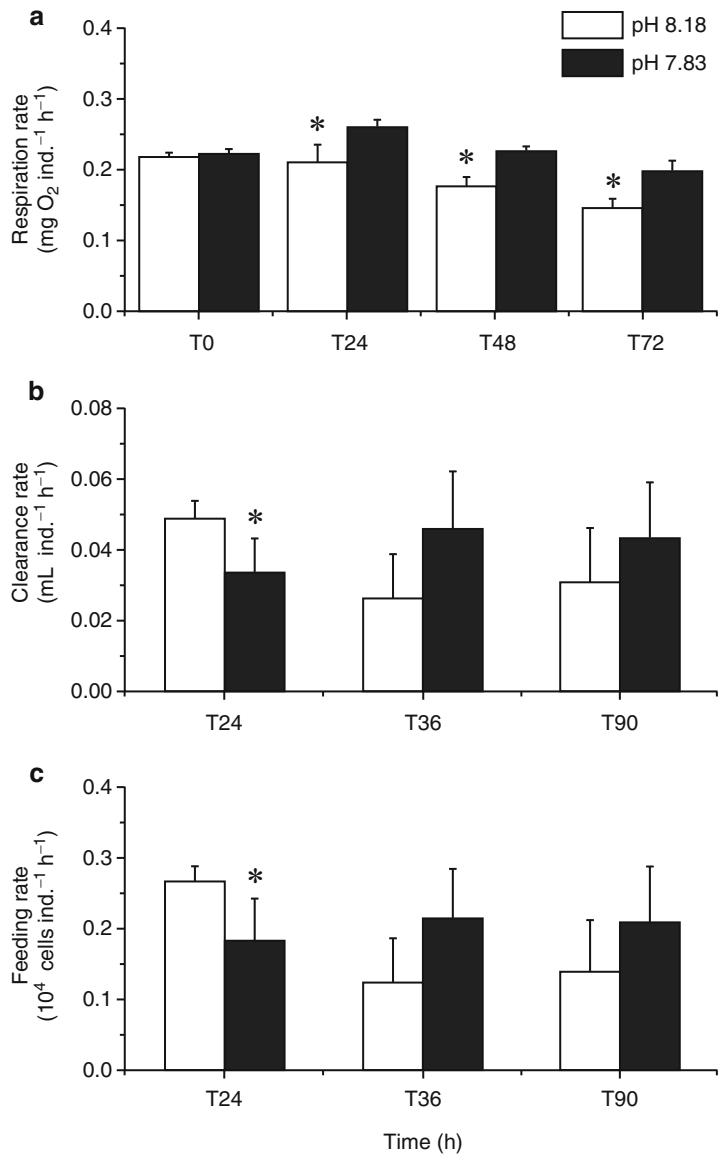 a
pH 8.18
pH 7.83
Respiration rate
(mg O₂ ind.⁻¹ h⁻¹)
0.4
0.3
0.2
0.1
0.0
*
*
*
T0 T24 T48 T72
b
Clearance rate
(mL ind.⁻¹ h⁻¹)
0.08
0.06
0.04
0.02
0.00
*
T24 T36 T90
c
Feeding rate
(10⁴ cells ind.⁻¹ h⁻¹)
0.4
0.3
0.2
0.1
0.0
*
T24 T36 T90
Time (h)